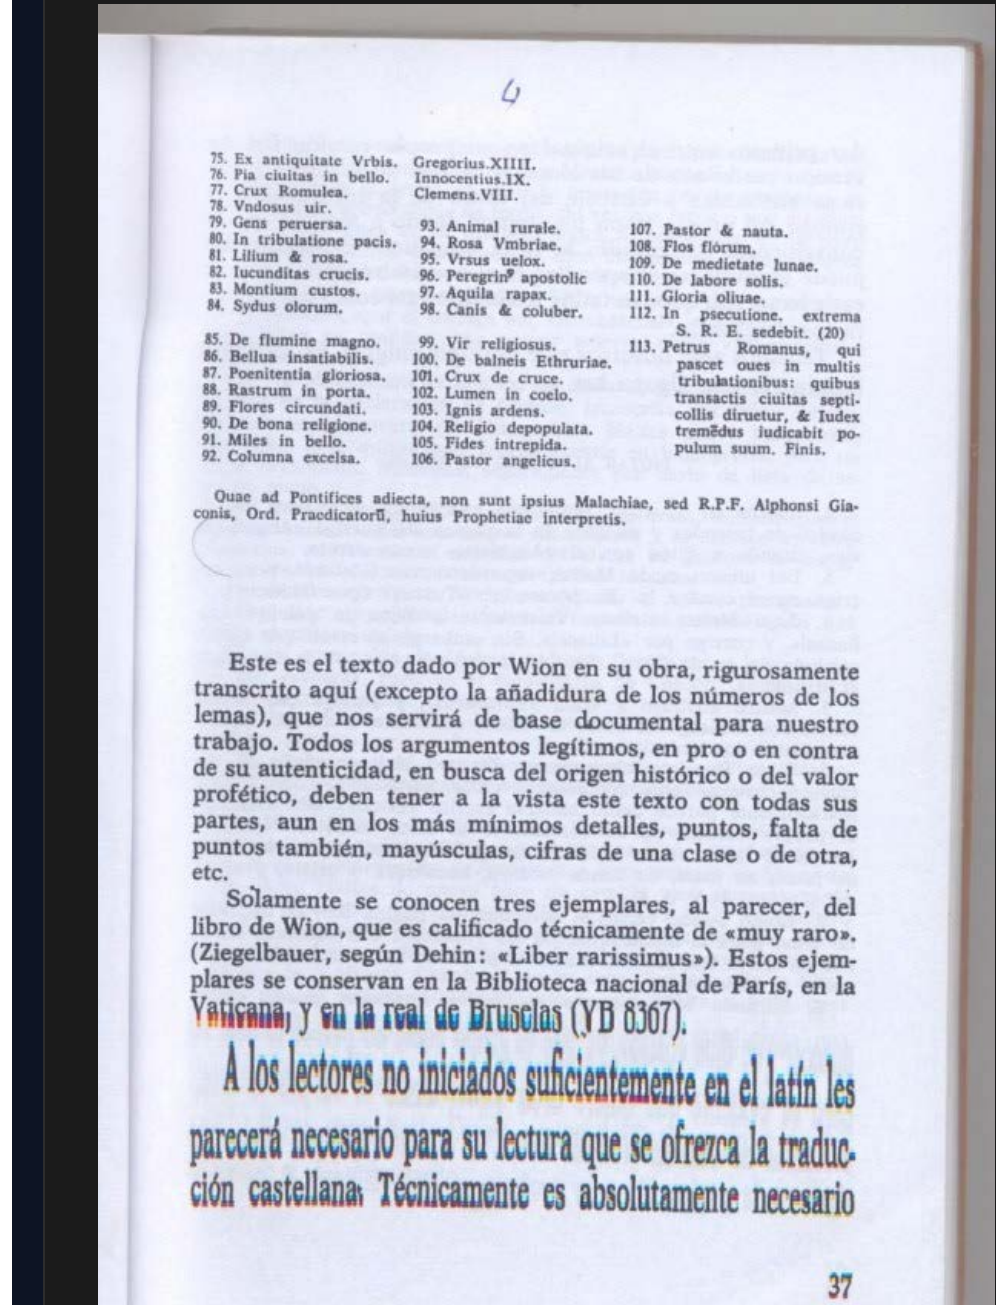 4
75. Ex antiquitate Vrbis. Gregorius.XIIII.
76. Pia ciuitas in bello. Innocentius.IX.
77. Crux Romulea. Clemens.VIII.
78. Vndosus uir.
79. Gens peruersa.
80. In tribulatione pacis.
81. Lilium & rosa.
82. Iucunditas crucis.
83. Montium custos.
84. Sydus olorum.
85. De flumine magno.
86. Bellua insatiabilis.
87. Poenitentia gloriosa.
88. Rastrum in porta.
89. Flores circundati.
90. De bona religione.
91. Miles in bello.
92. Columna excelsa.
93. Animal rurale.
94. Rosa Vmbriae.
95. Vrsus uelox.
96. Peregrin⁹ apostolic
97. Aquila rapax.
98. Canis & coluber.
99. Vir religiosus.
100. De balneis Ethruriae.
101. Crux de cruce.
102. Lumen in coelo.
103. Ignis ardens.
104. Religio depopulata.
105. Fides intrepida.
106. Pastor angelicus.
107. Pastor & nauta.
108. Flos flórum.
109. De medietate lunae.
110. De labore solis.
111. Gloria oliuae.
112. In psecutione. extrema
S. R. E. sedebit. (20)
113. Petrus Romanus, qui
pascet oues in multis
tribulationibus: quibus
transactis ciuitas septi-
collis diruetur, & Iudex
tremēdus iudicabit po-
pulum suum. Finis.
Quae ad Pontifices adiecta, non sunt ipsius Malachiae, sed R.P.F. Alphonsi Gia-
conis, Ord. Praedicatorū, huius Prophetiae interpretis.
Este es el texto dado por Wion en su obra, rigurosamente
transcrito aquí (excepto la añadidura de los números de los
lemas), que nos servirá de base documental para nuestro
trabajo. Todos los argumentos legítimos, en pro o en contra
de su autenticidad, en busca del origen histórico o del valor
profético, deben tener a la vista este texto con todas sus
partes, aun en los más mínimos detalles, puntos, falta de
puntos también, mayúsculas, cifras de una clase o de otra,
etc.
Solamente se conocen tres ejemplares, al parecer, del
libro de Wion, que es calificado técnicamente de «muy raro».
(Ziegelbauer, según Dehin: «Liber rarissimus»). Estos ejem-
plares se conservan en la Biblioteca nacional de París, en la
Vaticana, y en la real de Bruselas (YB 8367).
A los lectores no iniciados suficientemente en el latín les
parecerá necesario para su lectura que se ofrezca la traduc-
ción castellana. Técnicamente es absolutamente necesario
37